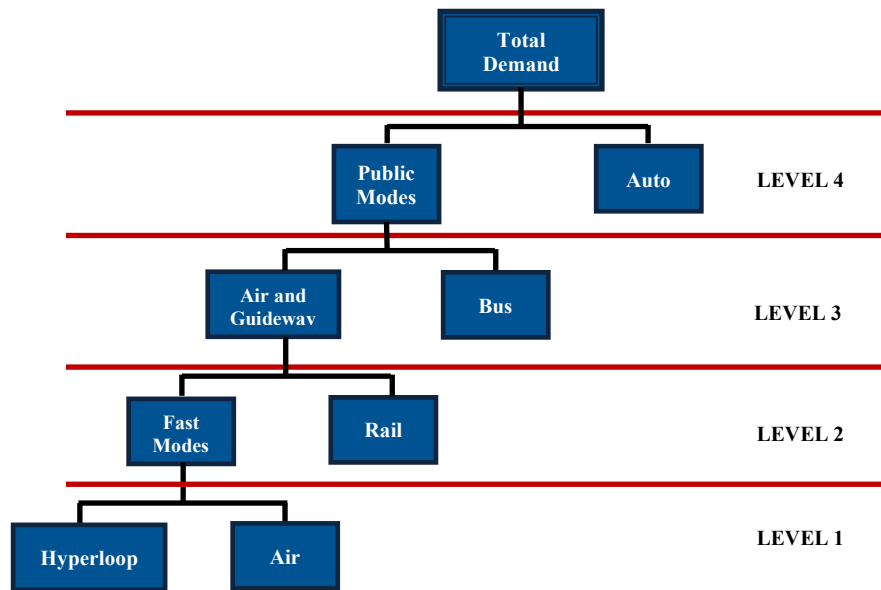 Total
Demand
Public
Modes
Auto
LEVEL 4
Air and
Guideway
Bus
LEVEL 3
Fast
Modes
Rail
LEVEL 2
Hyperloop
Air
LEVEL 1